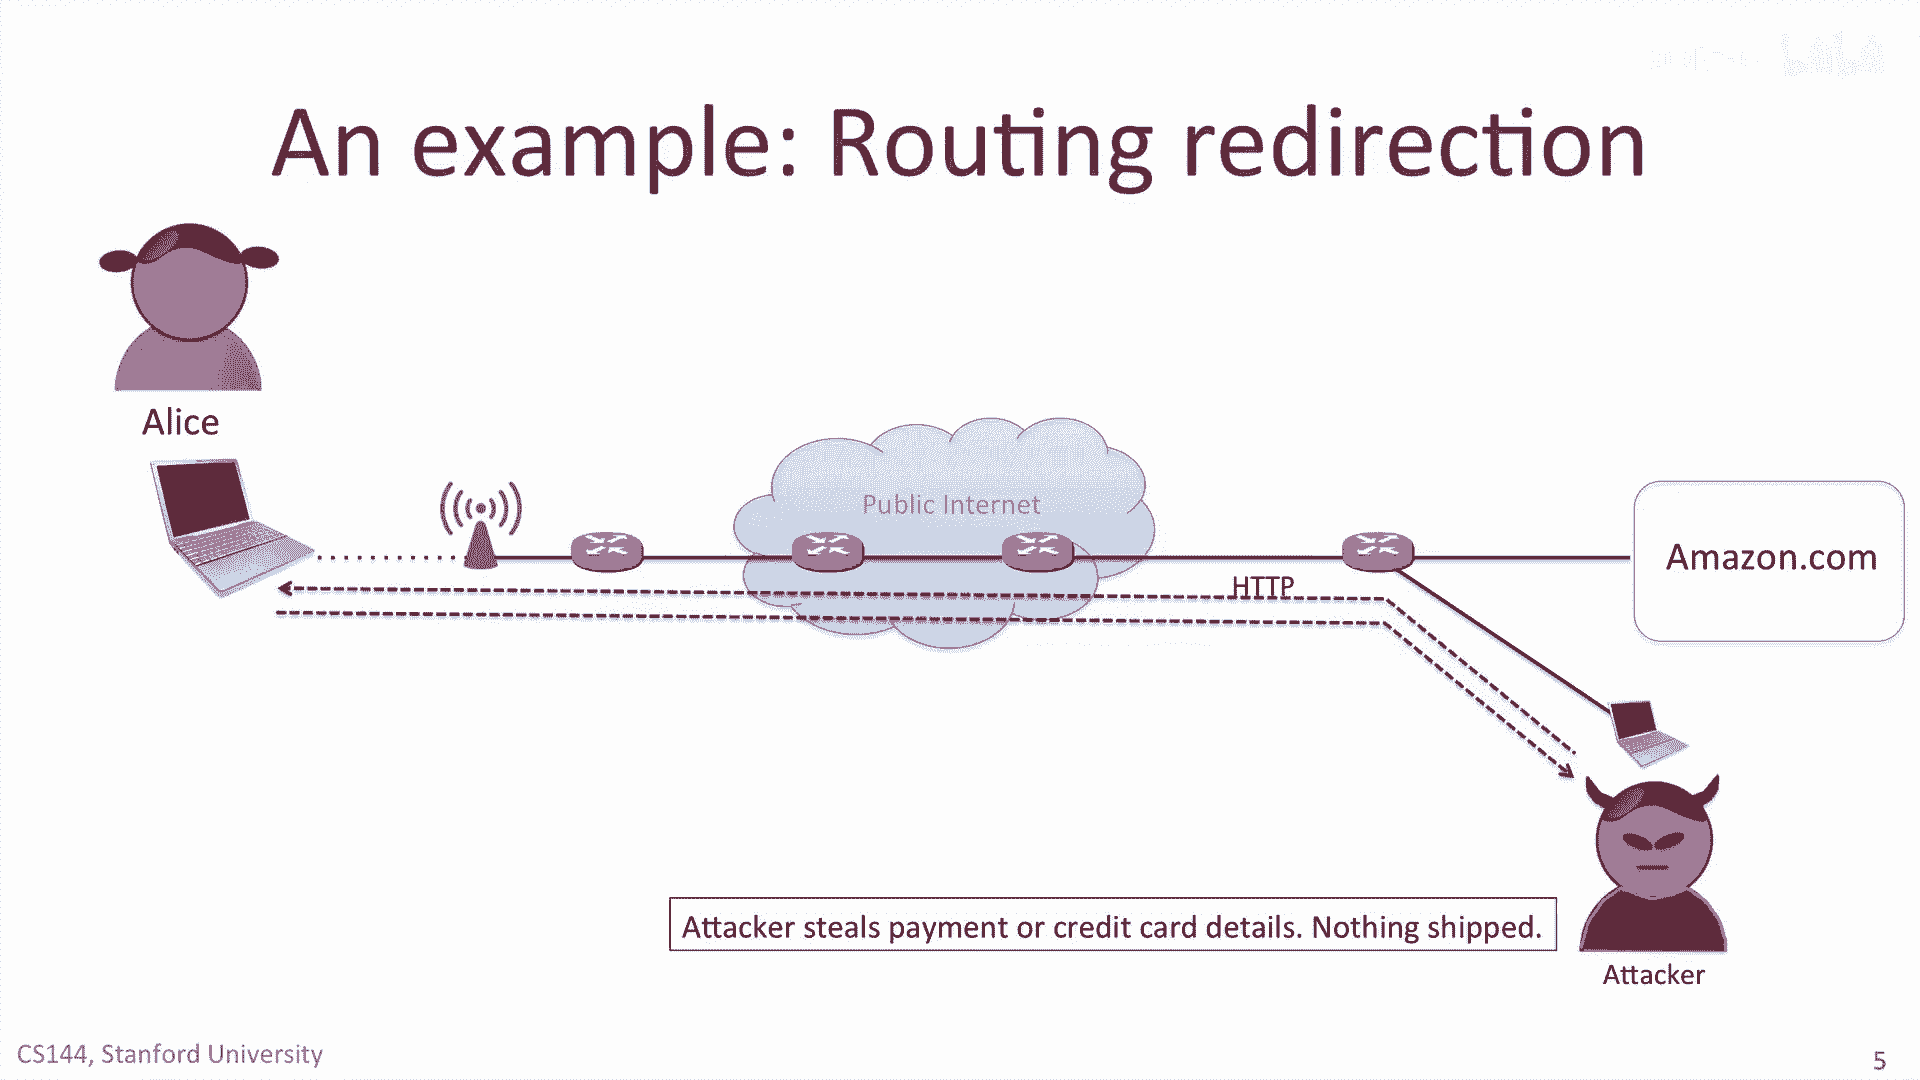 An example: Routing redirection
Alice
Public Internet
HTTP
Amazon.com
Attacker steals payment or credit card details. Nothing shipped.
Attacker
CS144, Stanford University
5